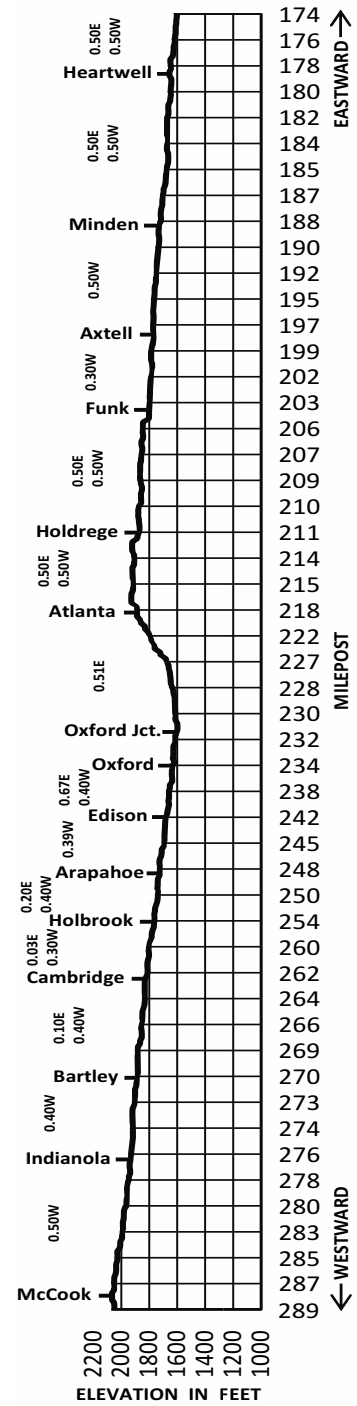 174
EASTWARD
0.50E
0.50W
176
178
Heartwell
180
182
0.50E
0.50W
184
185
187
188
Minden
190
0.50W
192
195
197
Axtell
199
0.30W
202
203
Funk
206
207
0.50E
0.50W
209
210
211
Holdrege
214
0.50E
0.50W
215
218
Atlanta
222
MILEPOST
227
0.51E
228
230
Oxford Jct.
232
234
Oxford
0.67E
0.40W
238
242
Edison
0.39W
245
248
Arapahoe
0.20E
0.40W
250
254
Holbrook
0.03E
0.30W
260
262
Cambridge
264
0.10E
0.40W
266
269
270
Bartley
0.40W
273
274
276
Indianola
278
0.50W
280
283
285
WESTWARD
287
McCook
289
2200
2000
1800
1600
1400
1200
1000
ELEVATION IN FEET